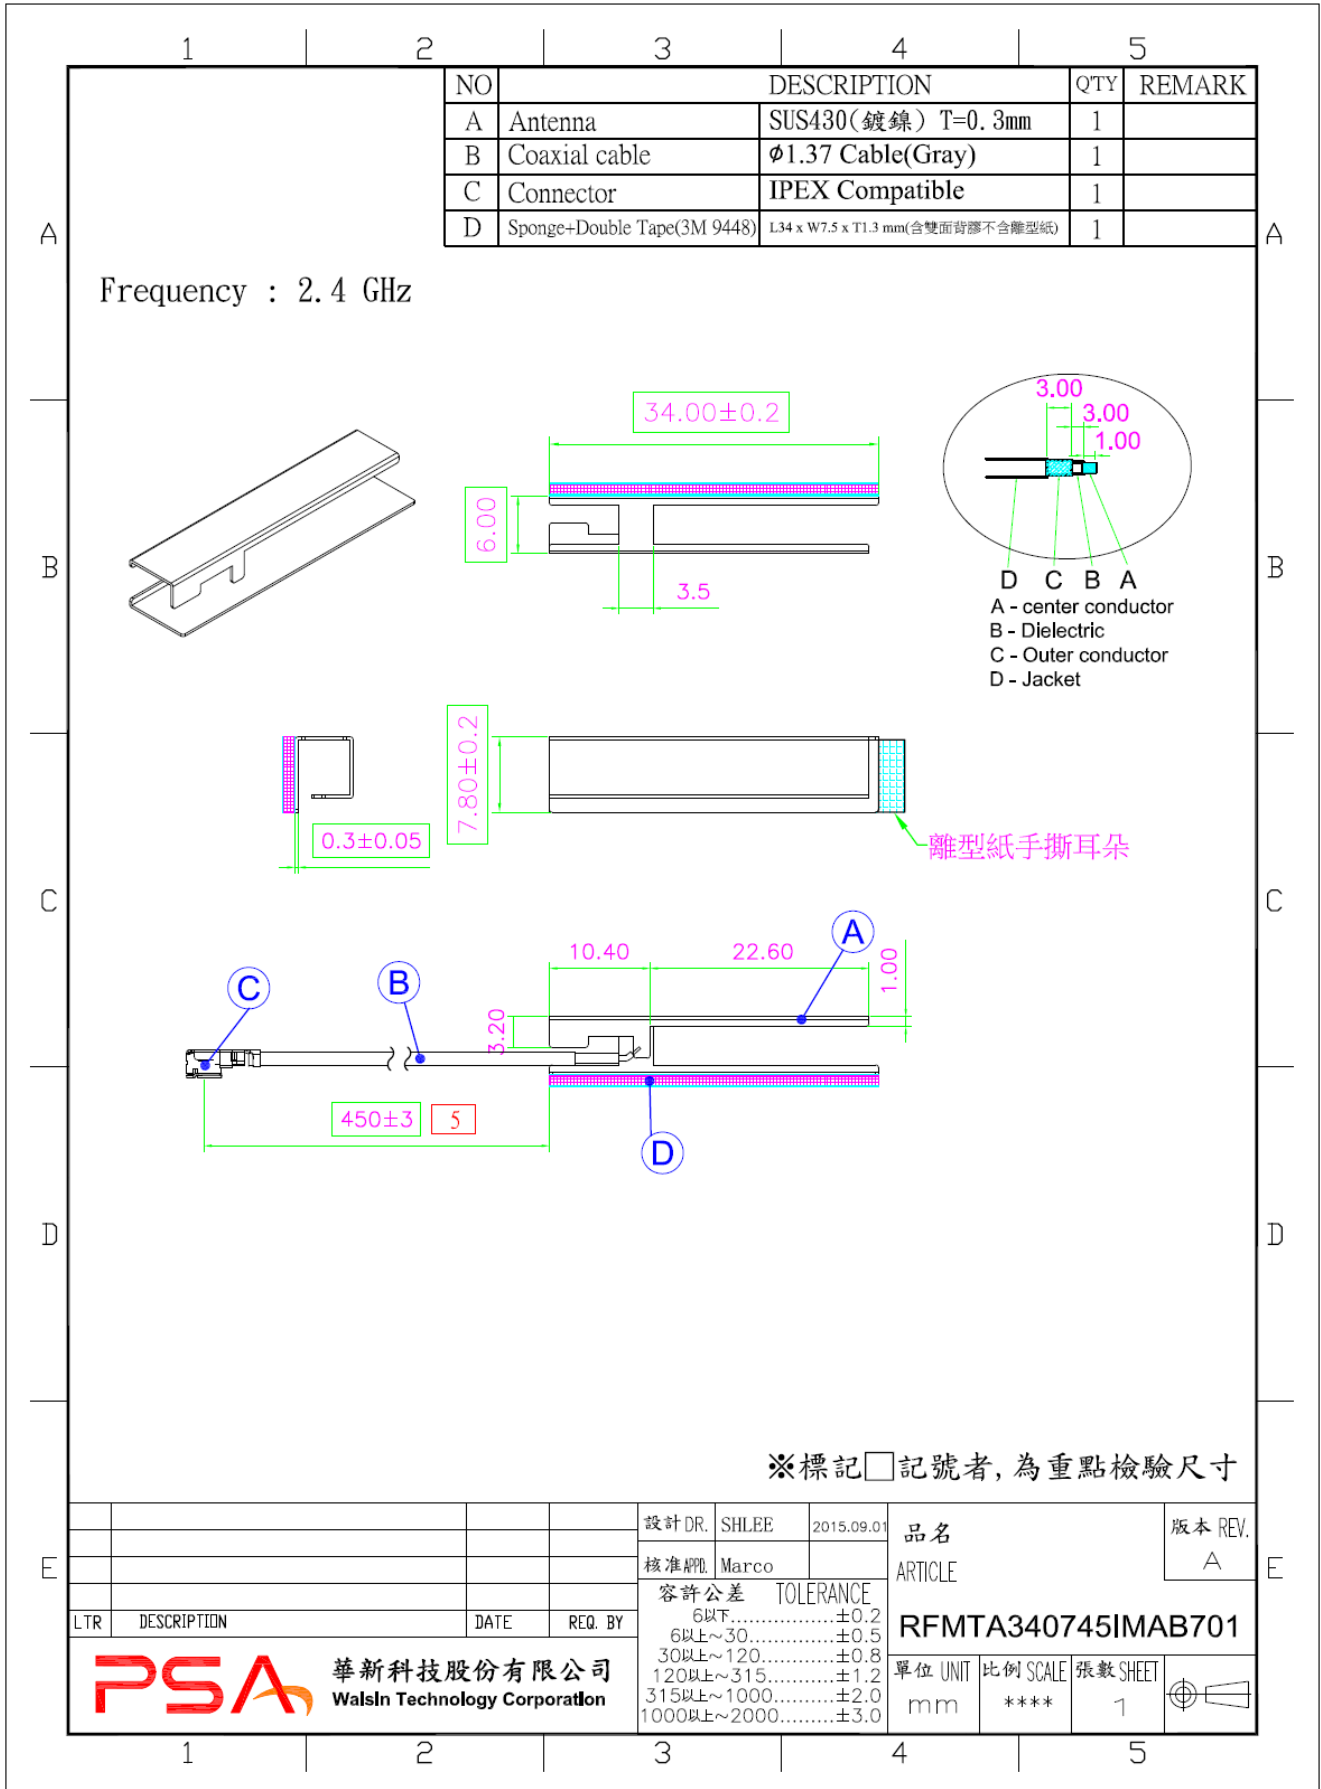 1 2 3 4 5
NO DESCRIPTION Q'TY REMARK
A Antenna SUS430(鍍鎳) T=0.3mm 1
B Coaxial cable ϕ1.37 Cable(Gray) 1
C Connector IPEX Compatible 1
D Sponge+Double Tape(3M 9448) L34 x W7.5 x T1.3 mm(含雙面背膠不含離型紙) 1
A A
Frequency : 2.4 GHz
34.00±0.2
6.00
3.5
3.00
3.00
1.00
D C B A
A - center conductor
B - Dielectric
C - Outer conductor
D - Jacket
B B
7.80±0.2
0.3±0.05
離型紙手撕耳朵
C C
10.40 22.60 1.00
3.20
A
B
C
D
450±3 5
D D
※標記□記號者,為重點檢驗尺寸
設計 DR. SHLEE 2015.09.01
核准 APPD. Marco
品名
ARTICLE
版本 REV.
A
E E
容許公差 TOLERANCE
6以下.................±0.2
6以上~30..............±0.5
30以上~120............±0.8
120以上~315...........±1.2
315以上~1000..........±2.0
1000以上~2000.........±3.0
RFMTA340745IMAB701
LTR DESCRIPTION DATE REQ. BY
PSA
華新科技股份有限公司
Walsin Technology Corporation
單位 UNIT 比例 SCALE 張數 SHEET
mm **** 1
1 2 3 4 5